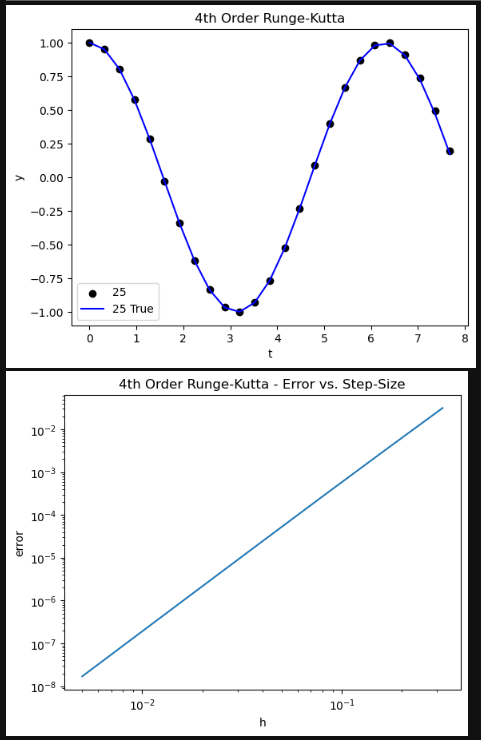 4th Order Runge-Kutta
1.00
0.75
0.50
0.25
0.00
−0.25
−0.50
−0.75
−1.00
y
25
25 True
0 1 2 3 4 5 6 7 8
t
4th Order Runge-Kutta - Error vs. Step-Size
10⁻²
10⁻³
10⁻⁴
10⁻⁵
10⁻⁶
10⁻⁷
10⁻⁸
error
10⁻² 10⁻¹
h